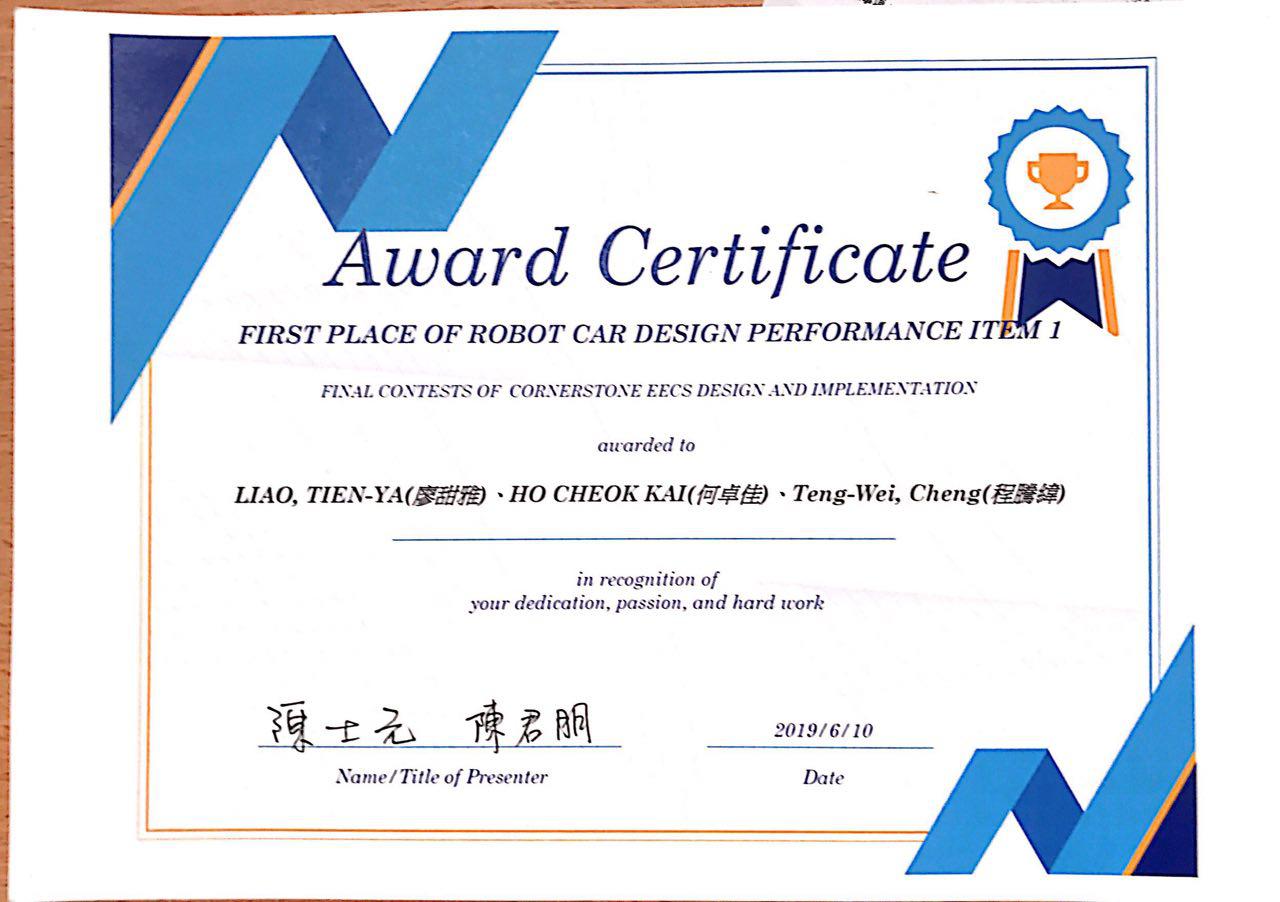 Award Certificate
FIRST PLACE OF ROBOT CAR DESIGN PERFORMANCE ITEM 1
FINAL CONTESTS OF CORNERSTONE EECS DESIGN AND IMPLEMENTATION
awarded to
LIAO, TIEN-YA(廖甜雅)、HO CHEOK KAI(何卓佳)、Teng-Wei, Cheng(程騰緯)
in recognition of
your dedication, passion, and hard work
陳士元 陳君朋 2019/6/10
Name/Title of Presenter Date